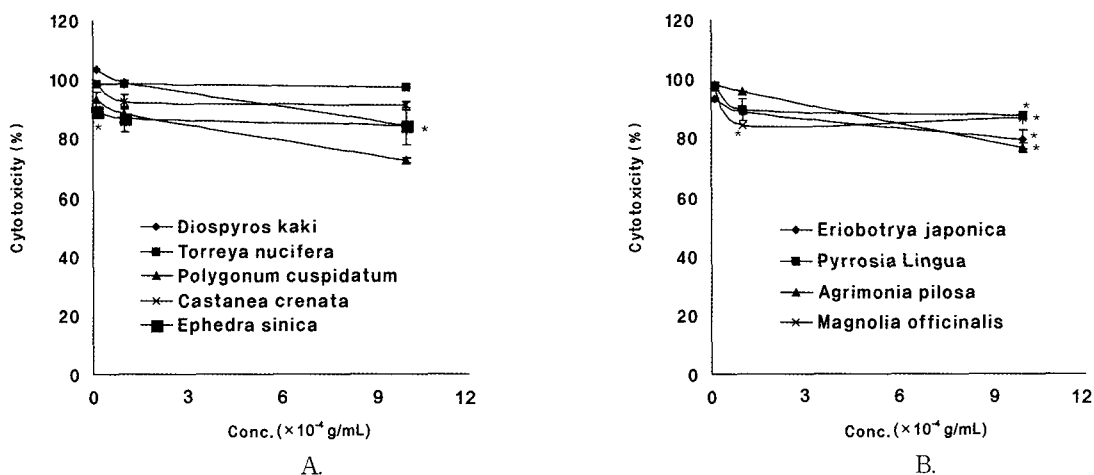 120
100
80
60
40
20
0
Cytotoxicity (%)
*
*
Diospyros kaki
Torreya nucifera
Polygonum cuspidatum
Castanea crenata
Ephedra sinica
0 3 6 9 12
Conc. (×10⁻⁴ g/mL)
A.
120
100
80
60
40
20
0
Cytotoxicity (%)
*
*
*
*
*
Eriobotrya japonica
Pyrrosia Lingua
Agrimonia pilosa
Magnolia officinalis
0 3 6 9 12
Conc. (×10⁻⁴ g/mL)
B.